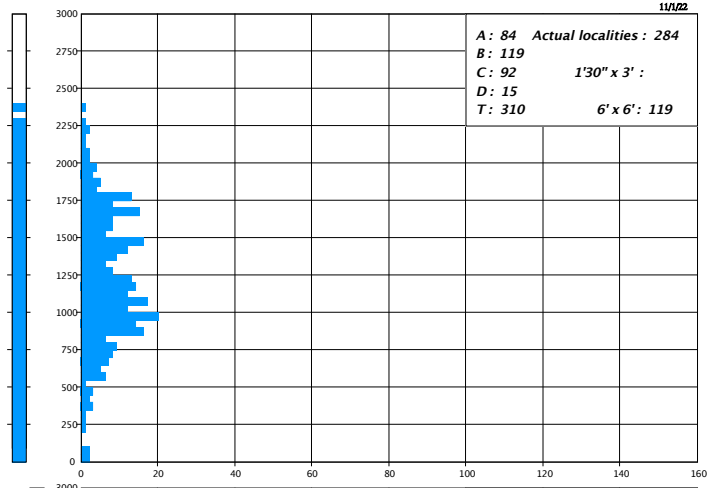 11/1/22
A : 84 Actual localities : 284
B : 119
C : 92 1'30" x 3' :
D : 15
T : 310 6' x 6' : 119
3000
2750
2500
2250
2000
1750
1500
1250
1000
750
500
250
0
0 20 40 60 80 100 120 140 160
3000